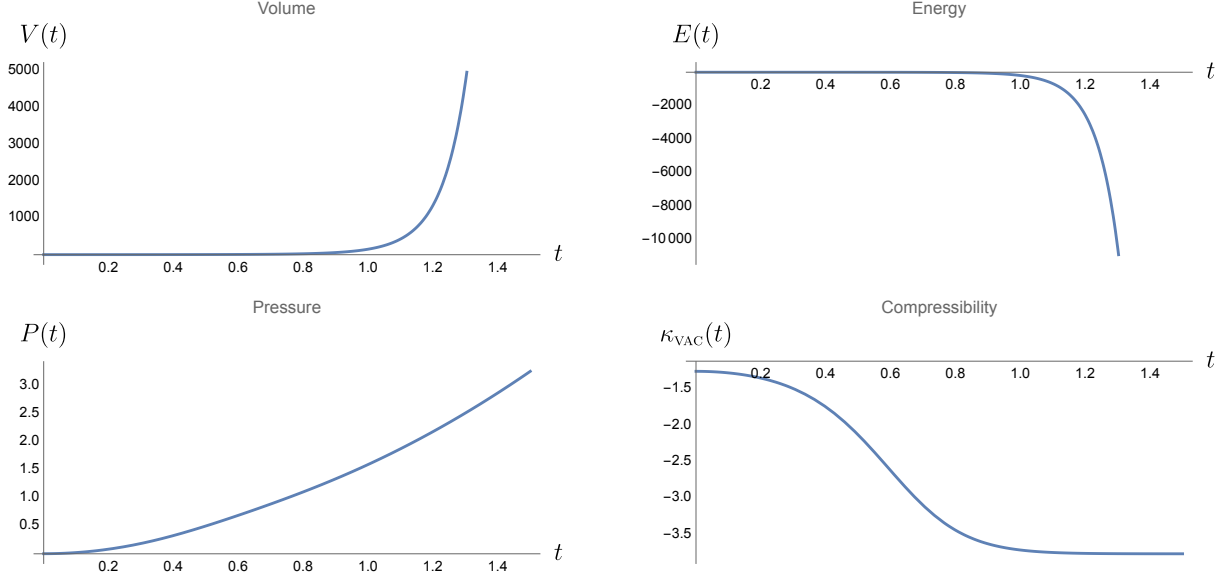 Volume
V(t)
5000
4000
3000
2000
1000
0.2 0.4 0.6 0.8 1.0 1.2 1.4
t
Energy
E(t)
t
0.2 0.4 0.6 0.8 1.0 1.2 1.4
−2000
−4000
−6000
−8000
−10 000
Pressure
P(t)
3.0
2.5
2.0
1.5
1.0
0.5
0.2 0.4 0.6 0.8 1.0 1.2 1.4
t
Compressibility
κVAC(t)
t
0.2 0.4 0.6 0.8 1.0 1.2 1.4
−1.5
−2.0
−2.5
−3.0
−3.5